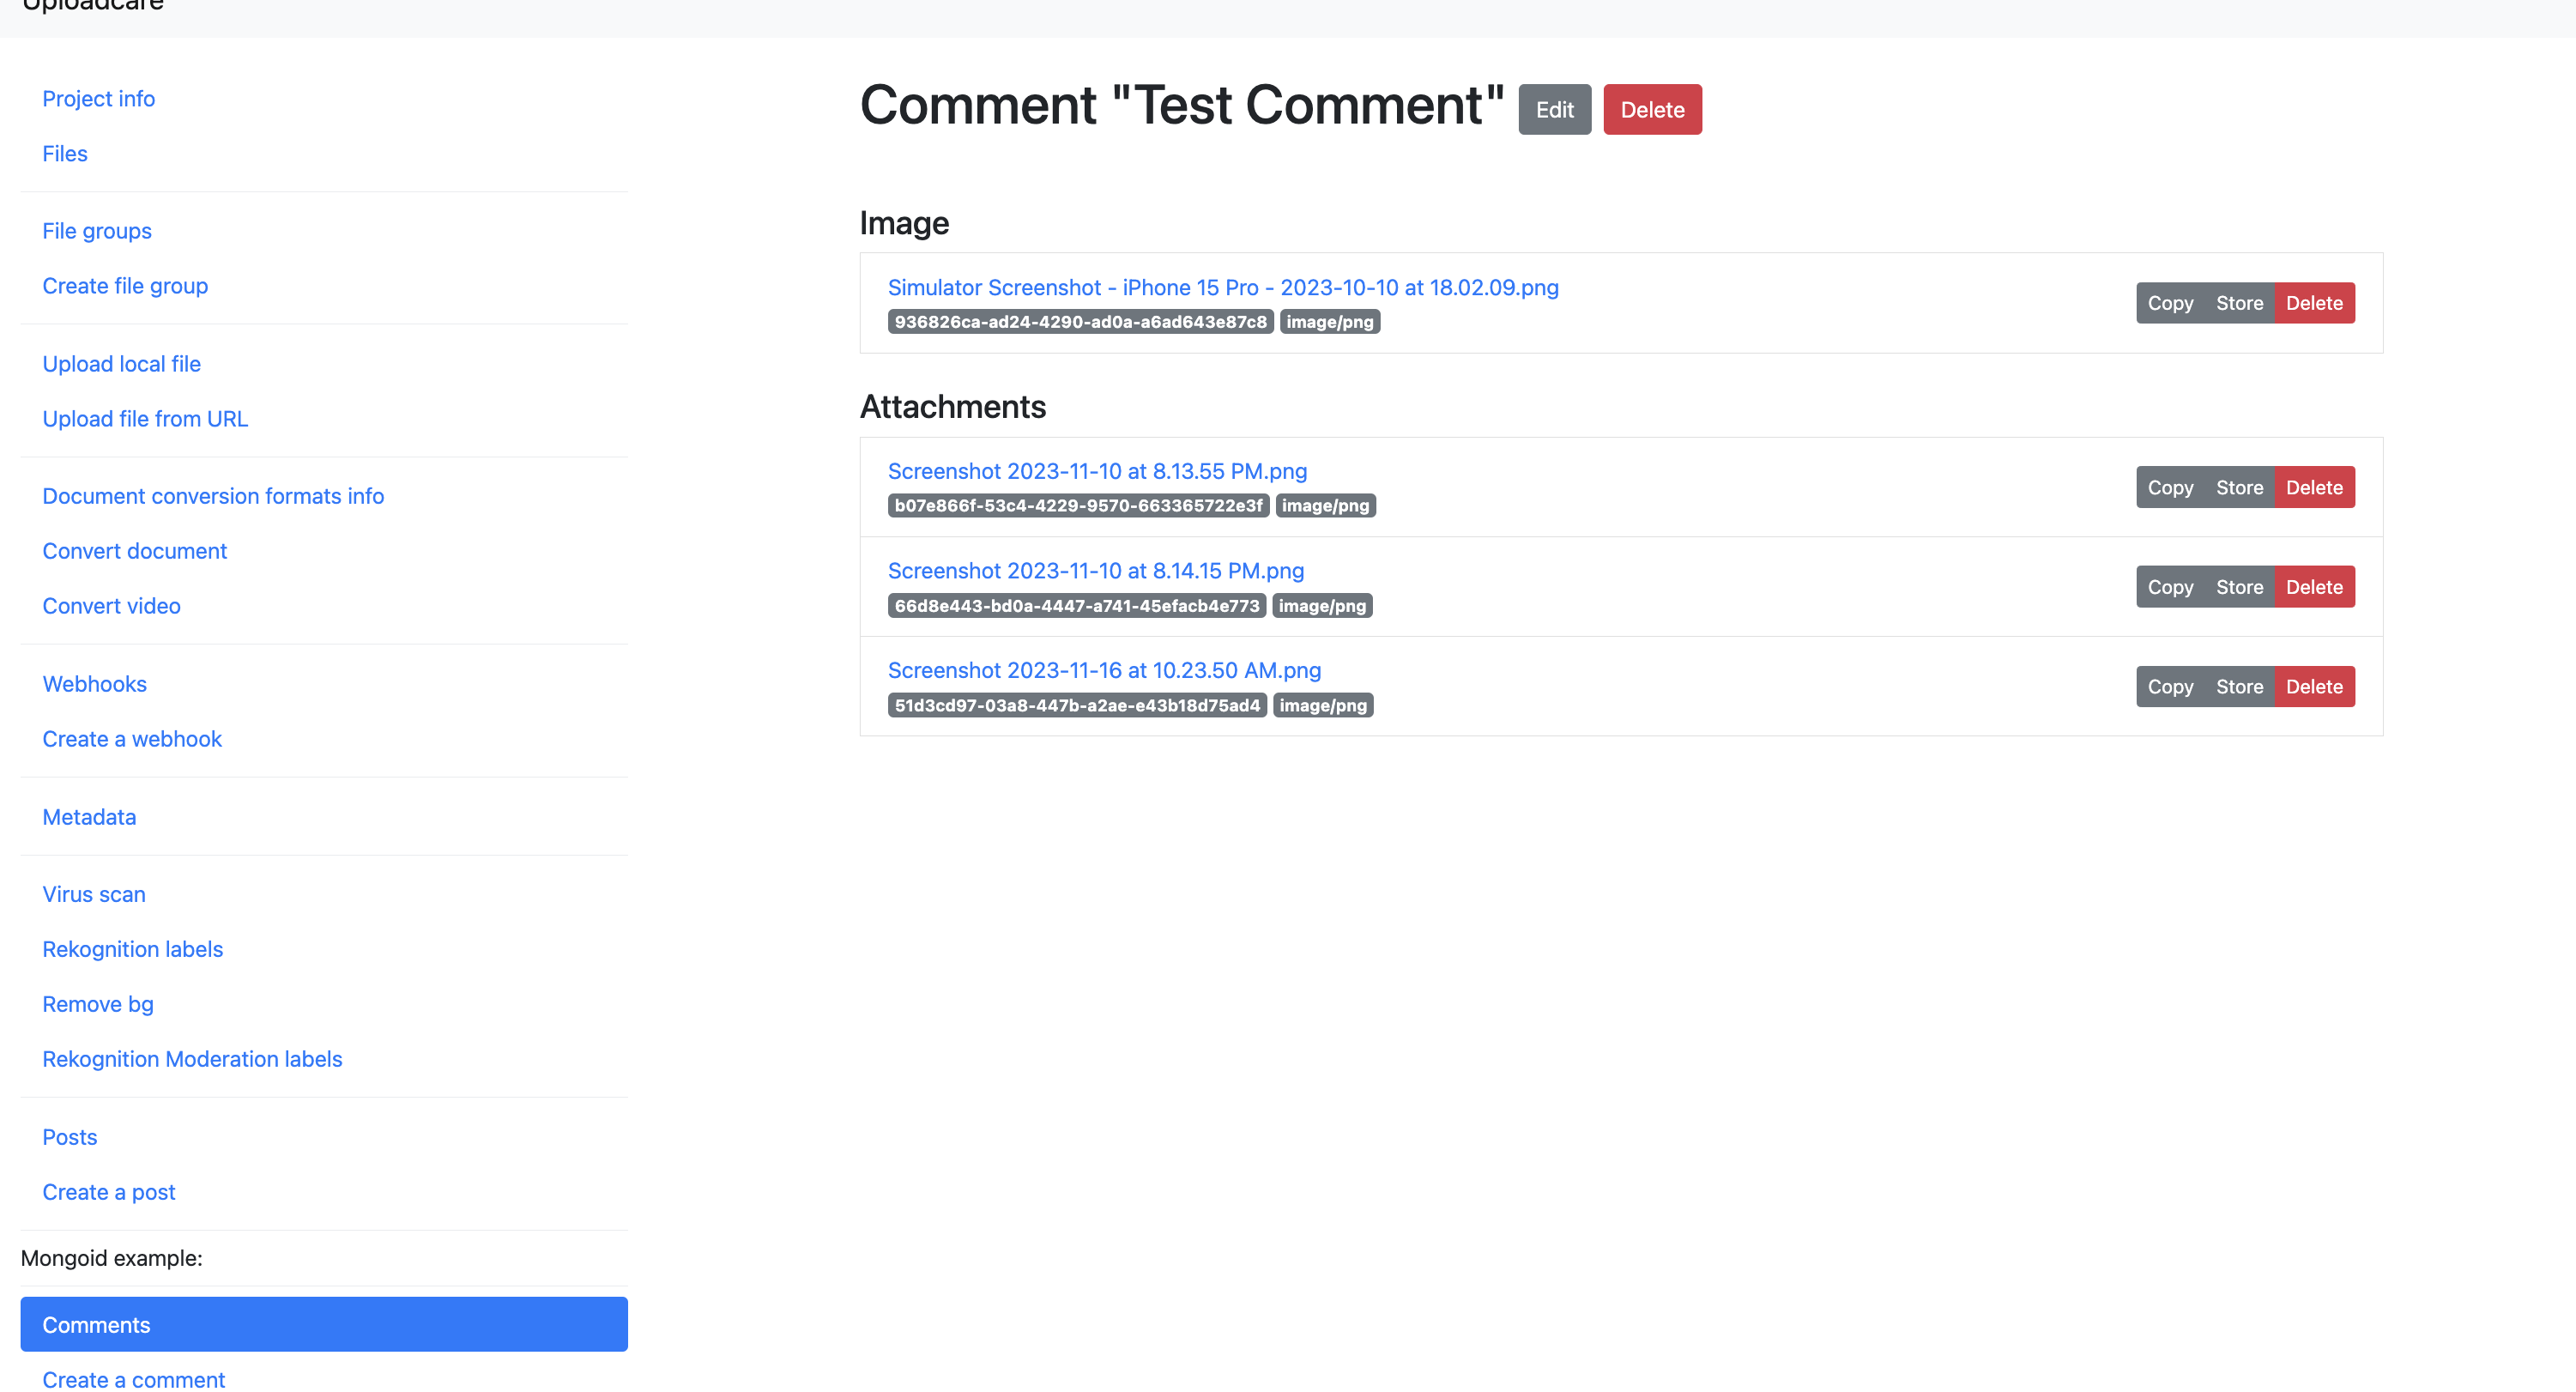 Uploadcare
Project info
Files
File groups
Create file group
Upload local file
Upload file from URL
Document conversion formats info
Convert document
Convert video
Webhooks
Create a webhook
Metadata
Virus scan
Rekognition labels
Remove bg
Rekognition Moderation labels
Posts
Create a post
Mongoid example:
Comments
Create a comment
Comment "Test Comment" Edit Delete
Image
Simulator Screenshot - iPhone 15 Pro - 2023-10-10 at 18.02.09.png
936826ca-ad24-4290-ad0a-a6ad643e87c8 image/png
Copy Store Delete
Attachments
Screenshot 2023-11-10 at 8.13.55 PM.png
b07e866f-53c4-4229-9570-663365722e3f image/png
Copy Store Delete
Screenshot 2023-11-10 at 8.14.15 PM.png
66d8e443-bd0a-4447-a741-45efacb4e773 image/png
Copy Store Delete
Screenshot 2023-11-16 at 10.23.50 AM.png
51d3cd97-03a8-447b-a2ae-e43b18d75ad4 image/png
Copy Store Delete